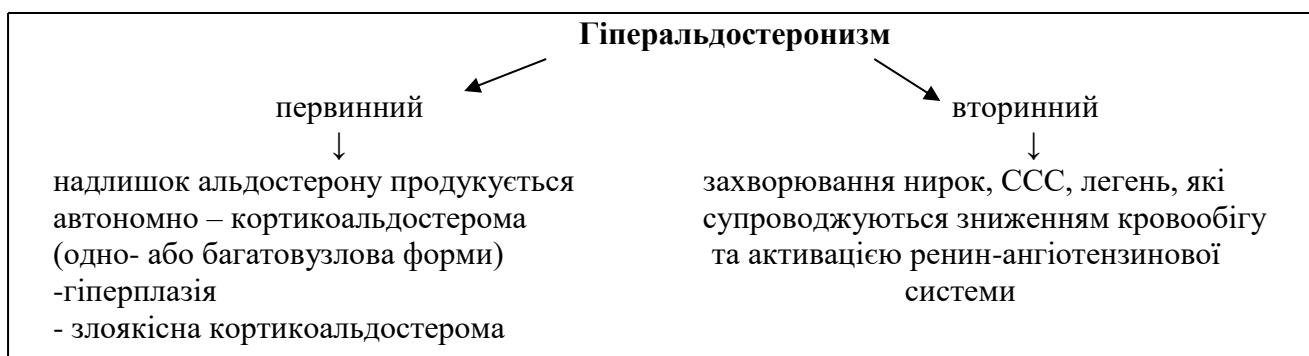 Гіперальдостеронизм
первинний
↓
надлишок альдостерону продукується
автономно – кортикоальдостерома
(одно- або багатовузлова форми)
-гіперплазія
- злоякісна кортикоальдостерома
вторинний
↓
захворювання нирок, ССС, легень, які
супроводжуються зниженням кровообігу
та активацією ренин-ангіотензинової
системи